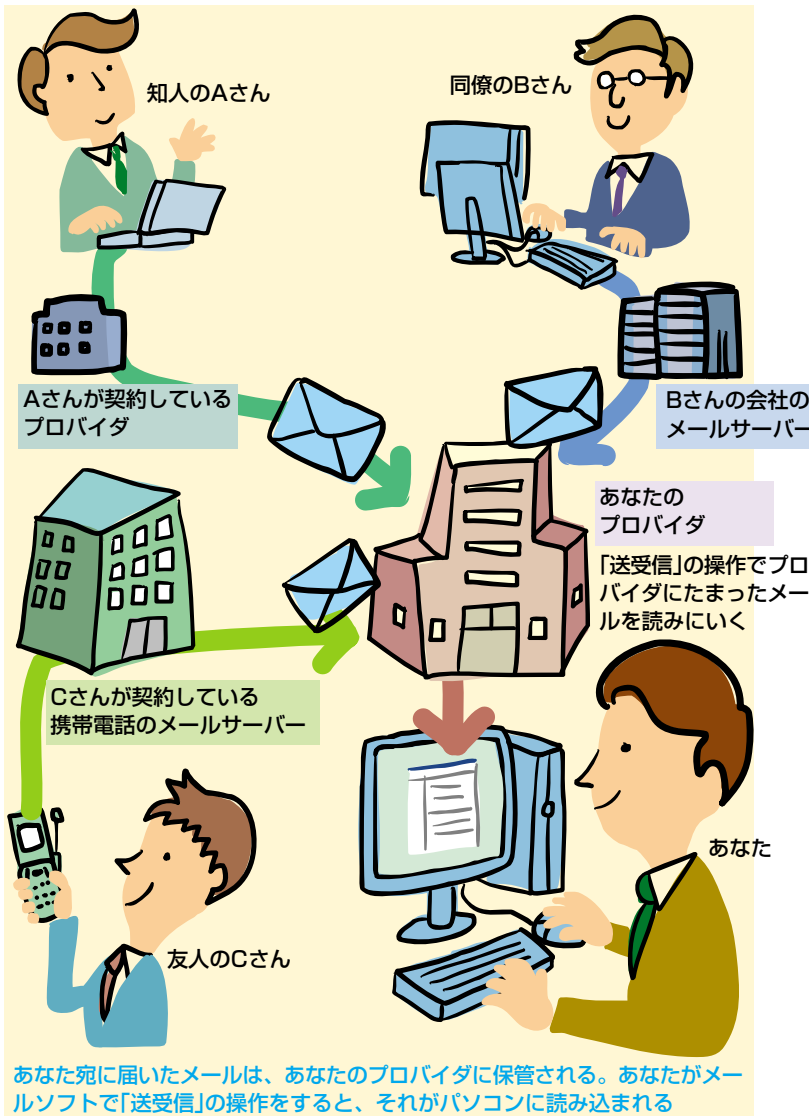 知人のAさん
同僚のBさん
Aさんが契約している
プロバイダ
Bさんの会社の
メールサーバー
あなたの
プロバイダ
「送受信」の操作でプロ
バイダにたまったメー
ルを読みにいく
Cさんが契約している
携帯電話のメールサーバー
あなた
友人のCさん
あなた宛に届いたメールは、あなたのプロバイダに保管される。あなたがメー
ルソフトで「送受信」の操作をすると、それがパソコンに読み込まれる